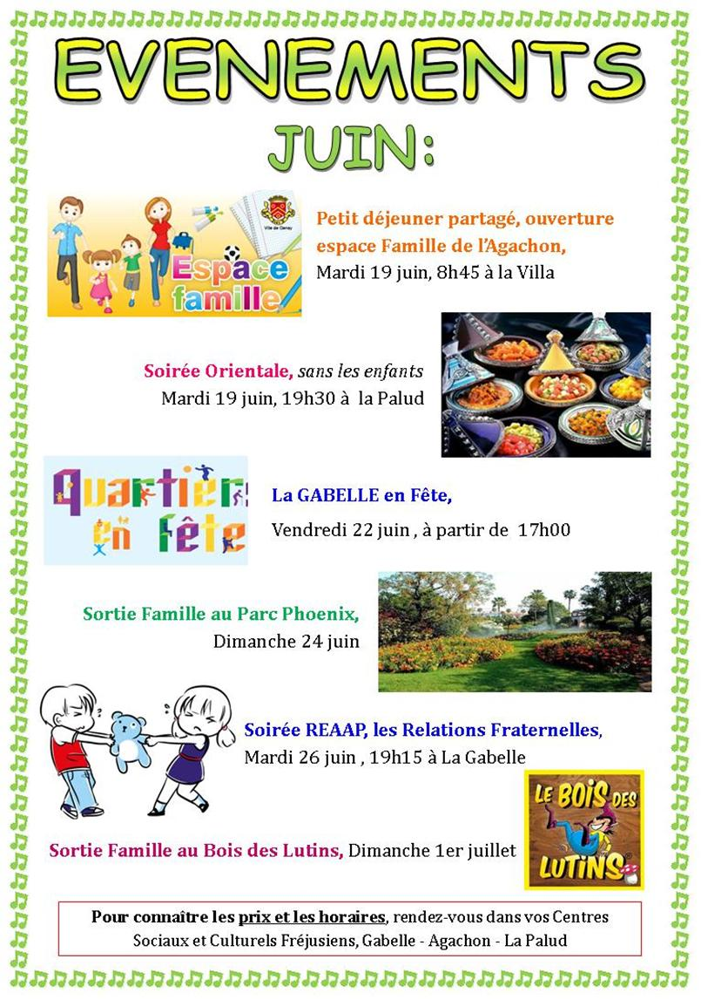 EVENEMENTS
JUIN:
Ville de Genay
Espace
famille
Petit déjeuner partagé, ouverture
espace Famille de l'Agachon,
Mardi 19 juin, 8h45 à la Villa
Soirée Orientale, sans les enfants
Mardi 19 juin, 19h30 à la Palud
Quartiers
en fête
La GABELLE en Fête,
Vendredi 22 juin , à partir de 17h00
Sortie Famille au Parc Phoenix,
Dimanche 24 juin
Soirée REAAP, les Relations Fraternelles,
Mardi 26 juin , 19h15 à La Gabelle
LE BOIS DES
LUTINS®
Sortie Famille au Bois des Lutins, Dimanche 1er juillet
Pour connaître les prix et les horaires, rendez-vous dans vos Centres
Sociaux et Culturels Fréjusiens, Gabelle - Agachon - La Palud